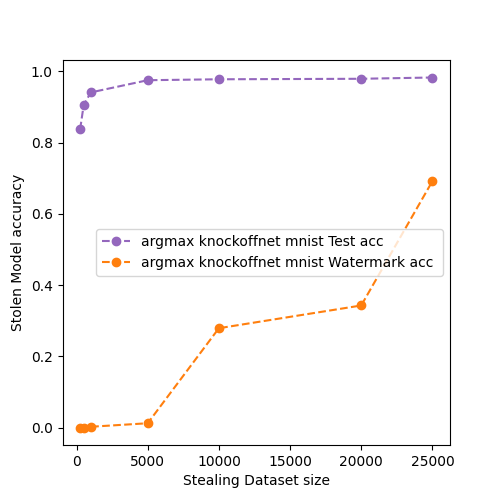 1.0
0.8
0.6
0.4
0.2
0.0
Stolen Model accuracy
argmax knockoffnet mnist Test acc
argmax knockoffnet mnist Watermark acc
0 5000 10000 15000 20000 25000
Stealing Dataset size